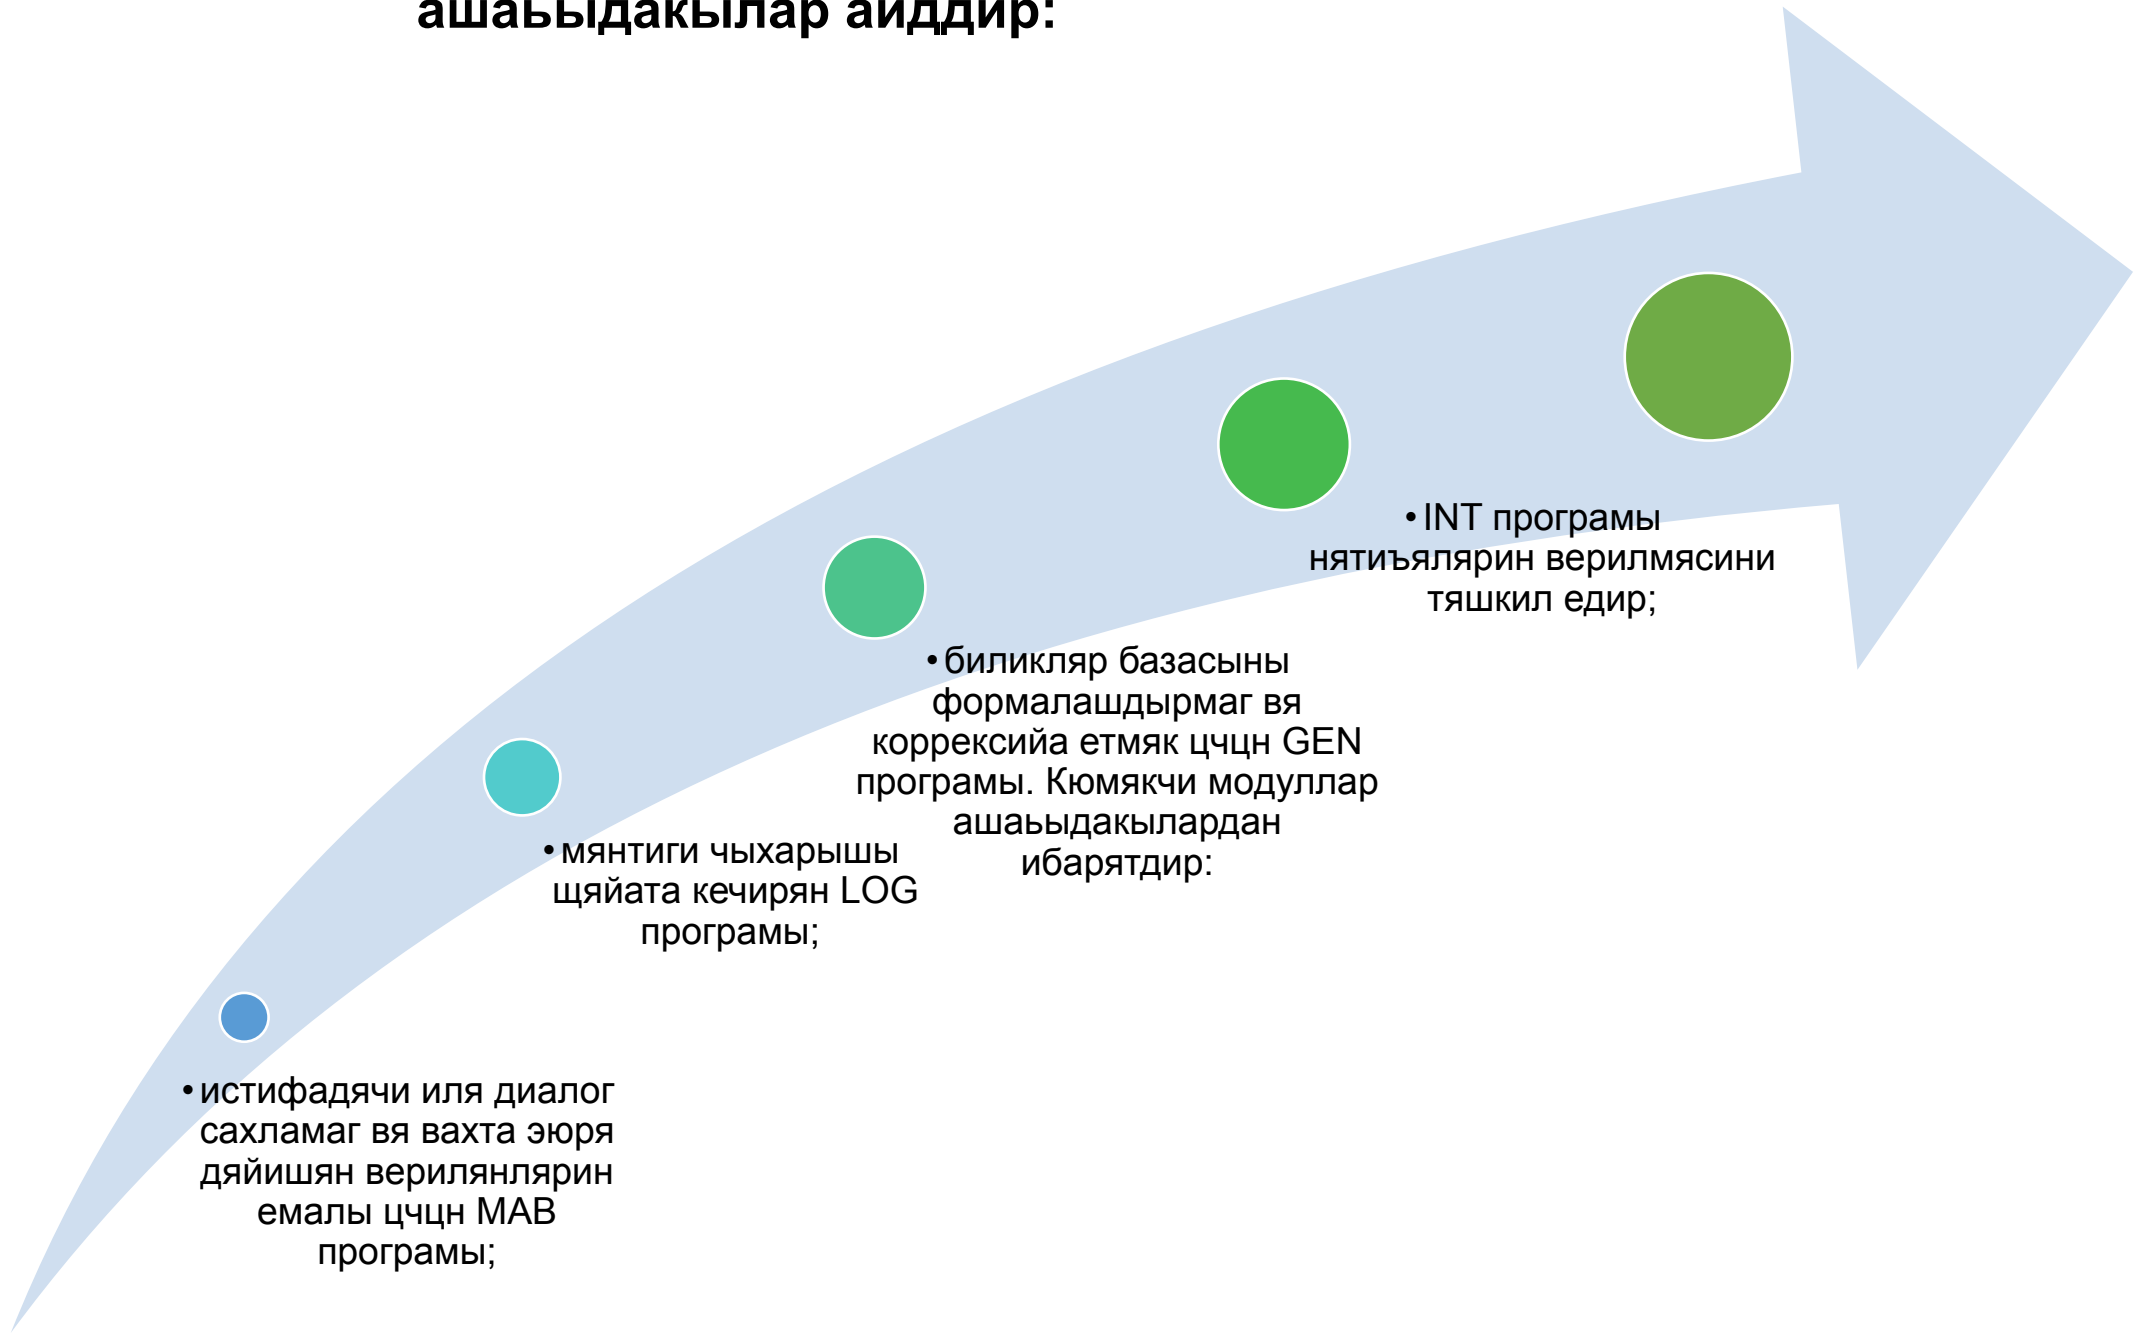 ашаьыдакылар аиддир:
• INT програмы
нятиъялярин верилмясини
тяшкил едир;
• биликляр базасыны
формалашдырмаг вя
коррексийа етмяк цчцн GEN
програмы. Кюмякчи модуллар
ашаьыдакылардан
ибарятдир:
• мянтиги чыхарышы
щяйата кечирян LOG
програмы;
• истифадячи иля диалог
сахламаг вя вахта эюря
дяйишян верилянлярин
емалы цчцн MAB
програмы;